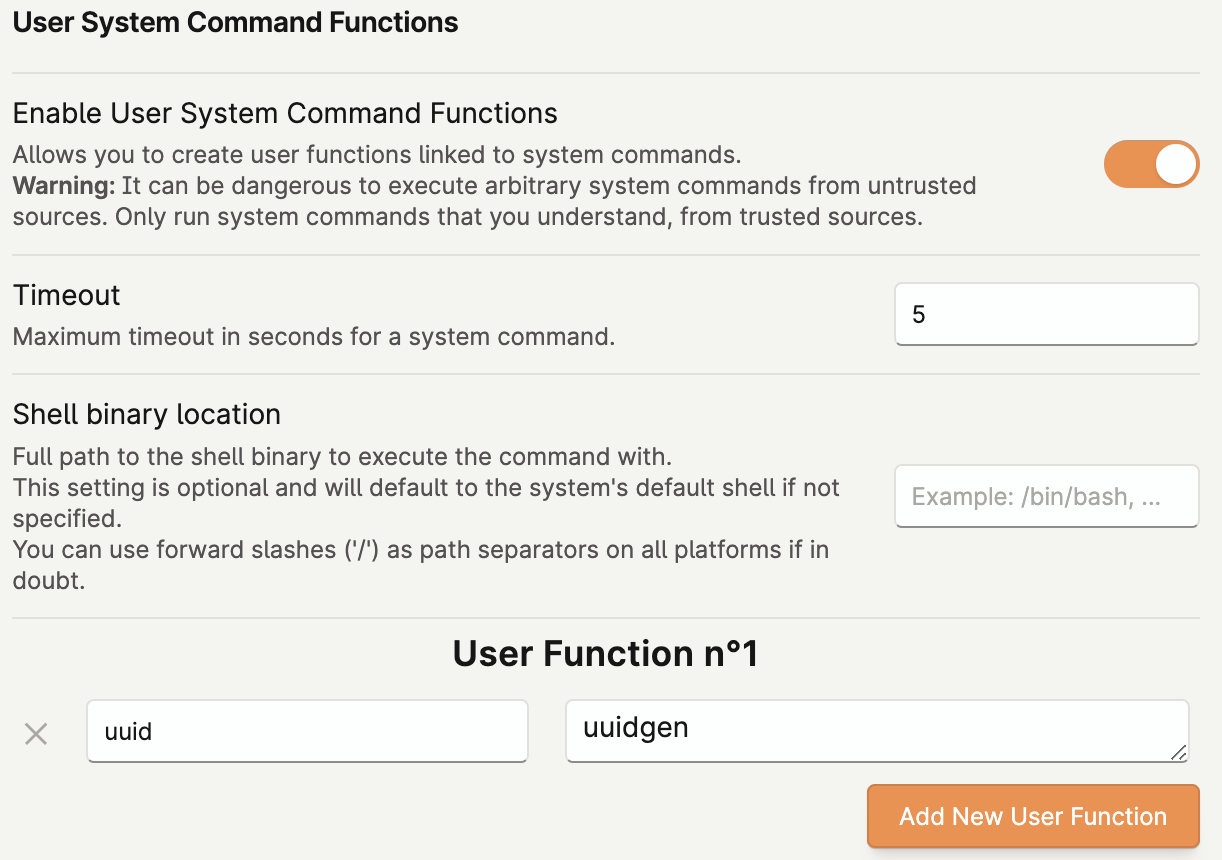 User System Command Functions
Enable User System Command Functions
Allows you to create user functions linked to system commands.
Warning: It can be dangerous to execute arbitrary system commands from untrusted
sources. Only run system commands that you understand, from trusted sources.
Timeout
Maximum timeout in seconds for a system command.
5
Shell binary location
Full path to the shell binary to execute the command with.
This setting is optional and will default to the system's default shell if not
specified.
You can use forward slashes ('/') as path separators on all platforms if in
doubt.
Example: /bin/bash, ...
User Function n°1
uuid
uuidgen
Add New User Function